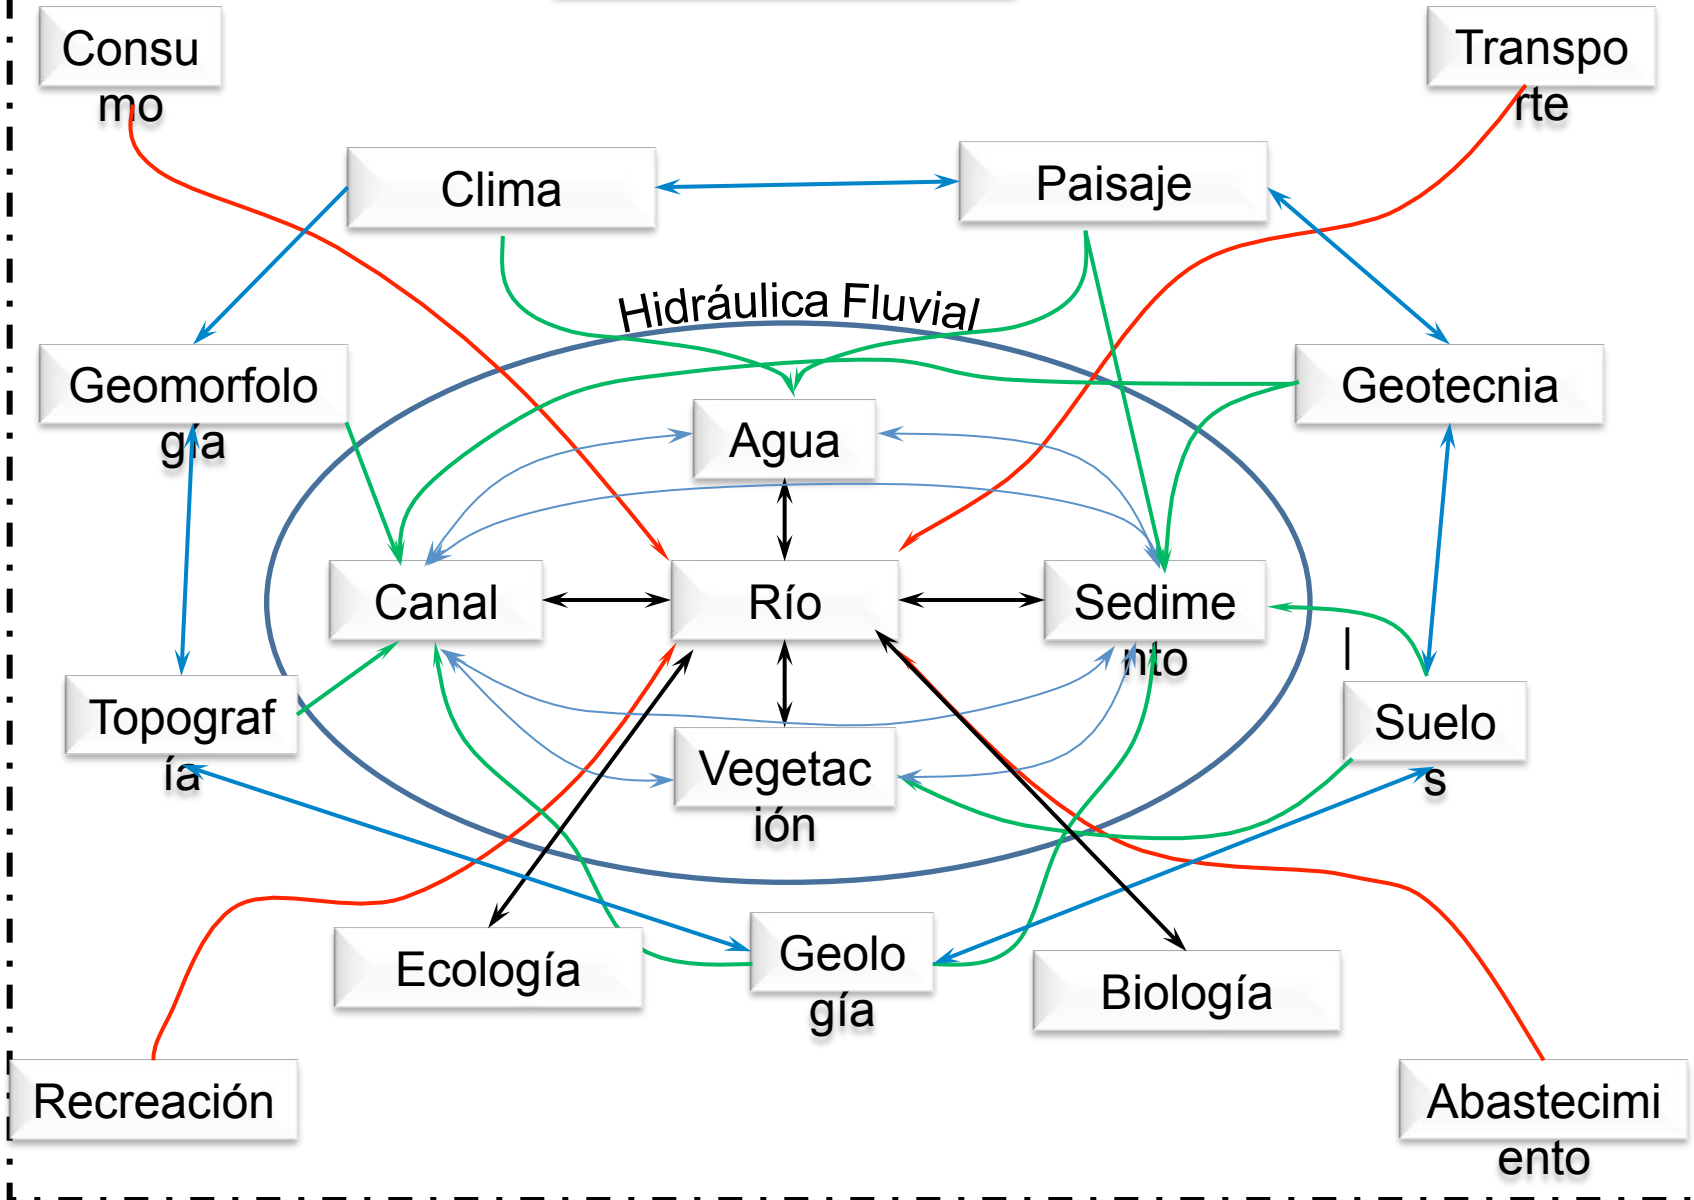 Consu
mo
Transpo
rte
Clima
Paisaje
Hidráulica Fluvial
Geomorfolo
gía
Geotecnia
Agua
Canal
Río
Sedime
nto
l
Topograf
ía
Vegetac
ión
Suelo
s
Ecología
Geolo
gía
Biología
Recreación
Abastecimi
ento